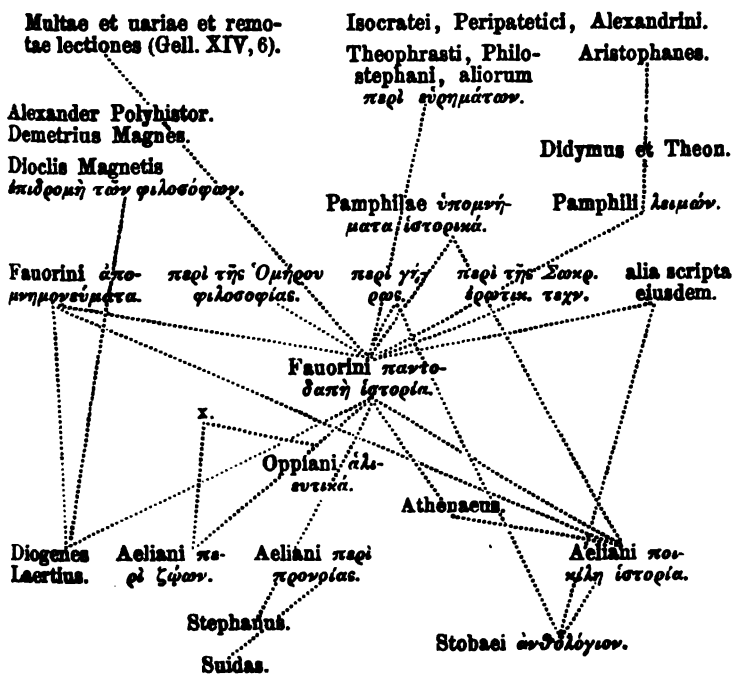 Multae et uariae et remo-
tae lectiones (Gell. XIV, 6).
Isocratei, Peripatetici, Alexandrini.
Theophrasti, Philo-
stephani, aliorum
περὶ εὑρημάτων.
Aristophanes.
Alexander Polyhistor.
Demetrius Magnes.
Dioclis Magnetis
ἐπιδρομὴ τῶν φιλοσόφων.
Didymus et Theon.
Pamphilae ὑπομνή-
ματα ἱστορικά.
Pamphili λειμών.
Fauorini ἀπο-
μνημονεύματα.
περὶ τῆς Ὁμήρου
φιλοσοφίας.
περὶ γή-
ρως.
περὶ τῆς Σωκρ.
ἐρωτικ. τεχν.
alia scripta
eiusdem.
Fauorini παντο-
δαπὴ ἱστορία.
x.
Oppiani ἁλι-
ευτικά.
Athenaeus.
Diogenes
Laertius.
Aeliani πε-
ρὶ ζῴων.
Aeliani περὶ
προνοίας.
Aeliani ποι-
κίλη ἱστορία.
Stephanus.
Suidas.
Stobaei ἀνθολόγιον.